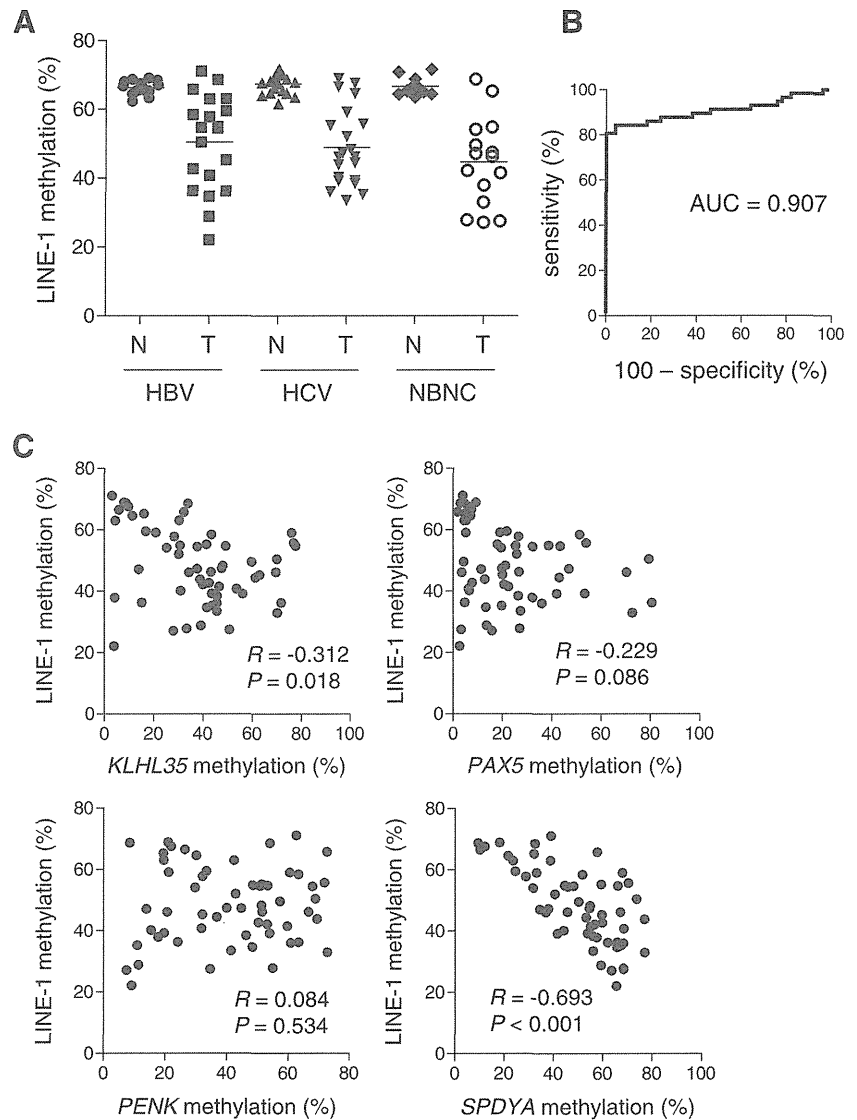 A
LINE-1 methylation (%)
80
60
40
20
0
N T N T N T
HBV HCV NBNC
B
sensitivity (%)
100
80
60
40
20
0
AUC = 0.907
0 20 40 60 80 100
100 – specificity (%)
C
LINE-1 methylation (%)
80
60
40
20
0
R = -0.312
P = 0.018
0 20 40 60 80 100
KLHL35 methylation (%)
LINE-1 methylation (%)
80
60
40
20
0
R = -0.229
P = 0.086
0 20 40 60 80 100
PAX5 methylation (%)
LINE-1 methylation (%)
80
60
40
20
0
R = 0.084
P = 0.534
0 20 40 60 80
PENK methylation (%)
LINE-1 methylation (%)
80
60
40
20
0
R = -0.693
P < 0.001
0 20 40 60 80 100
SPDYA methylation (%)